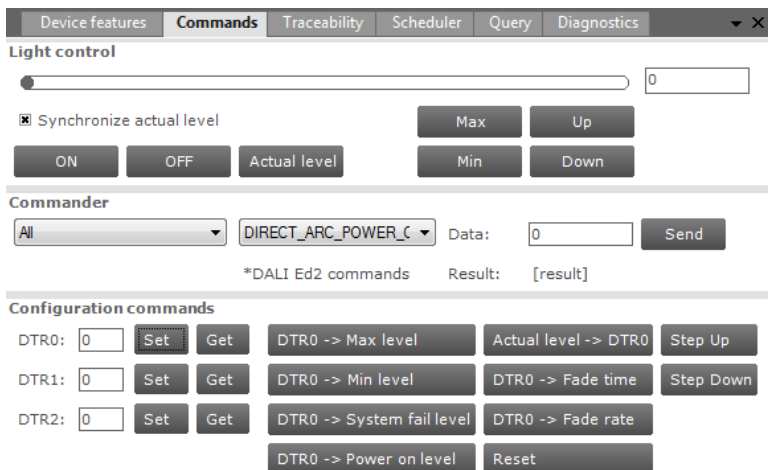 Device features Commands Traceability Scheduler Query Diagnostics
Light control
0
Synchronize actual level Max Up
ON OFF Actual level Min Down
Commander
All DIRECT_ARC_POWER_C Data: 0 Send
*DALI Ed2 commands Result: [result]
Configuration commands
DTR0: 0 Set Get DTR0 -> Max level Actual level -> DTR0 Step Up
DTR1: 0 Set Get DTR0 -> Min level DTR0 -> Fade time Step Down
DTR2: 0 Set Get DTR0 -> System fail level DTR0 -> Fade rate
DTR0 -> Power on level Reset